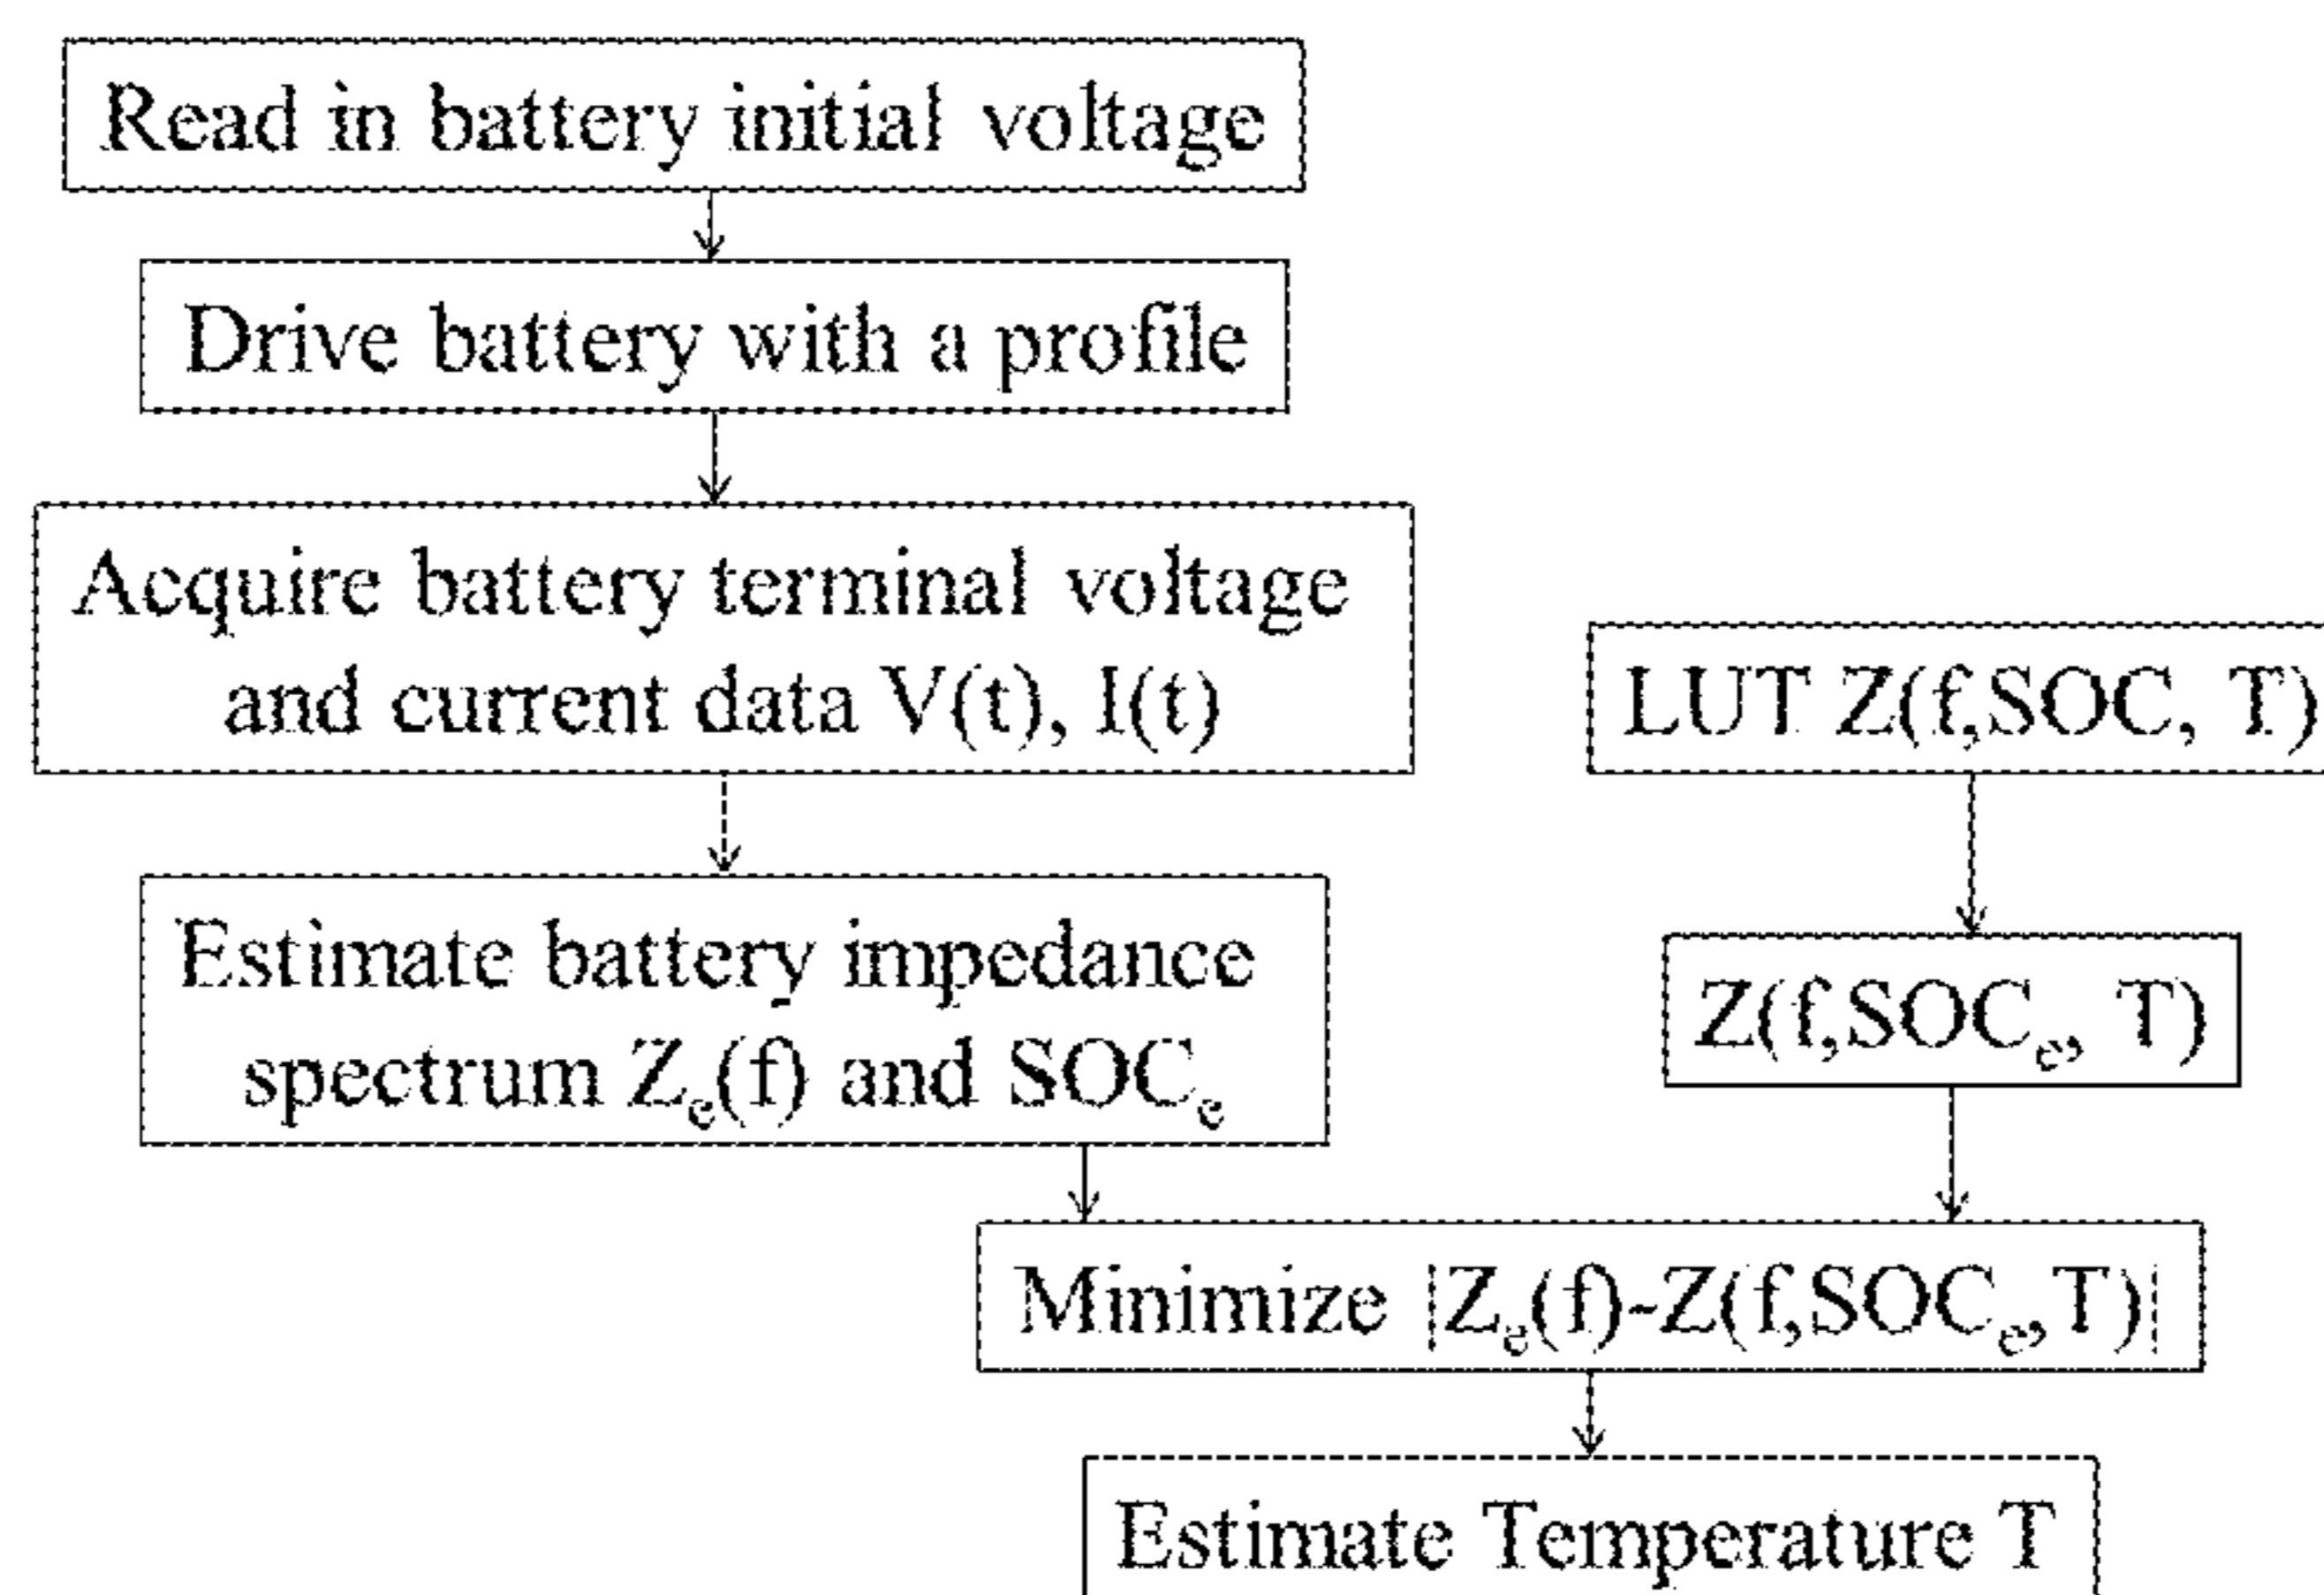 Read in battery initial voltage
Drive battery with a profile
Acquire battery terminal voltage
and current data V(t), I(t)
LUT Z(f,SOC, T)
Estimate battery impedance
spectrum Zₑ(f) and SOCₑ
Z(f,SOCₑ, T)
Minimize |Zₑ(f)-Z(f,SOCₑ,T)|
Estimate Temperature T